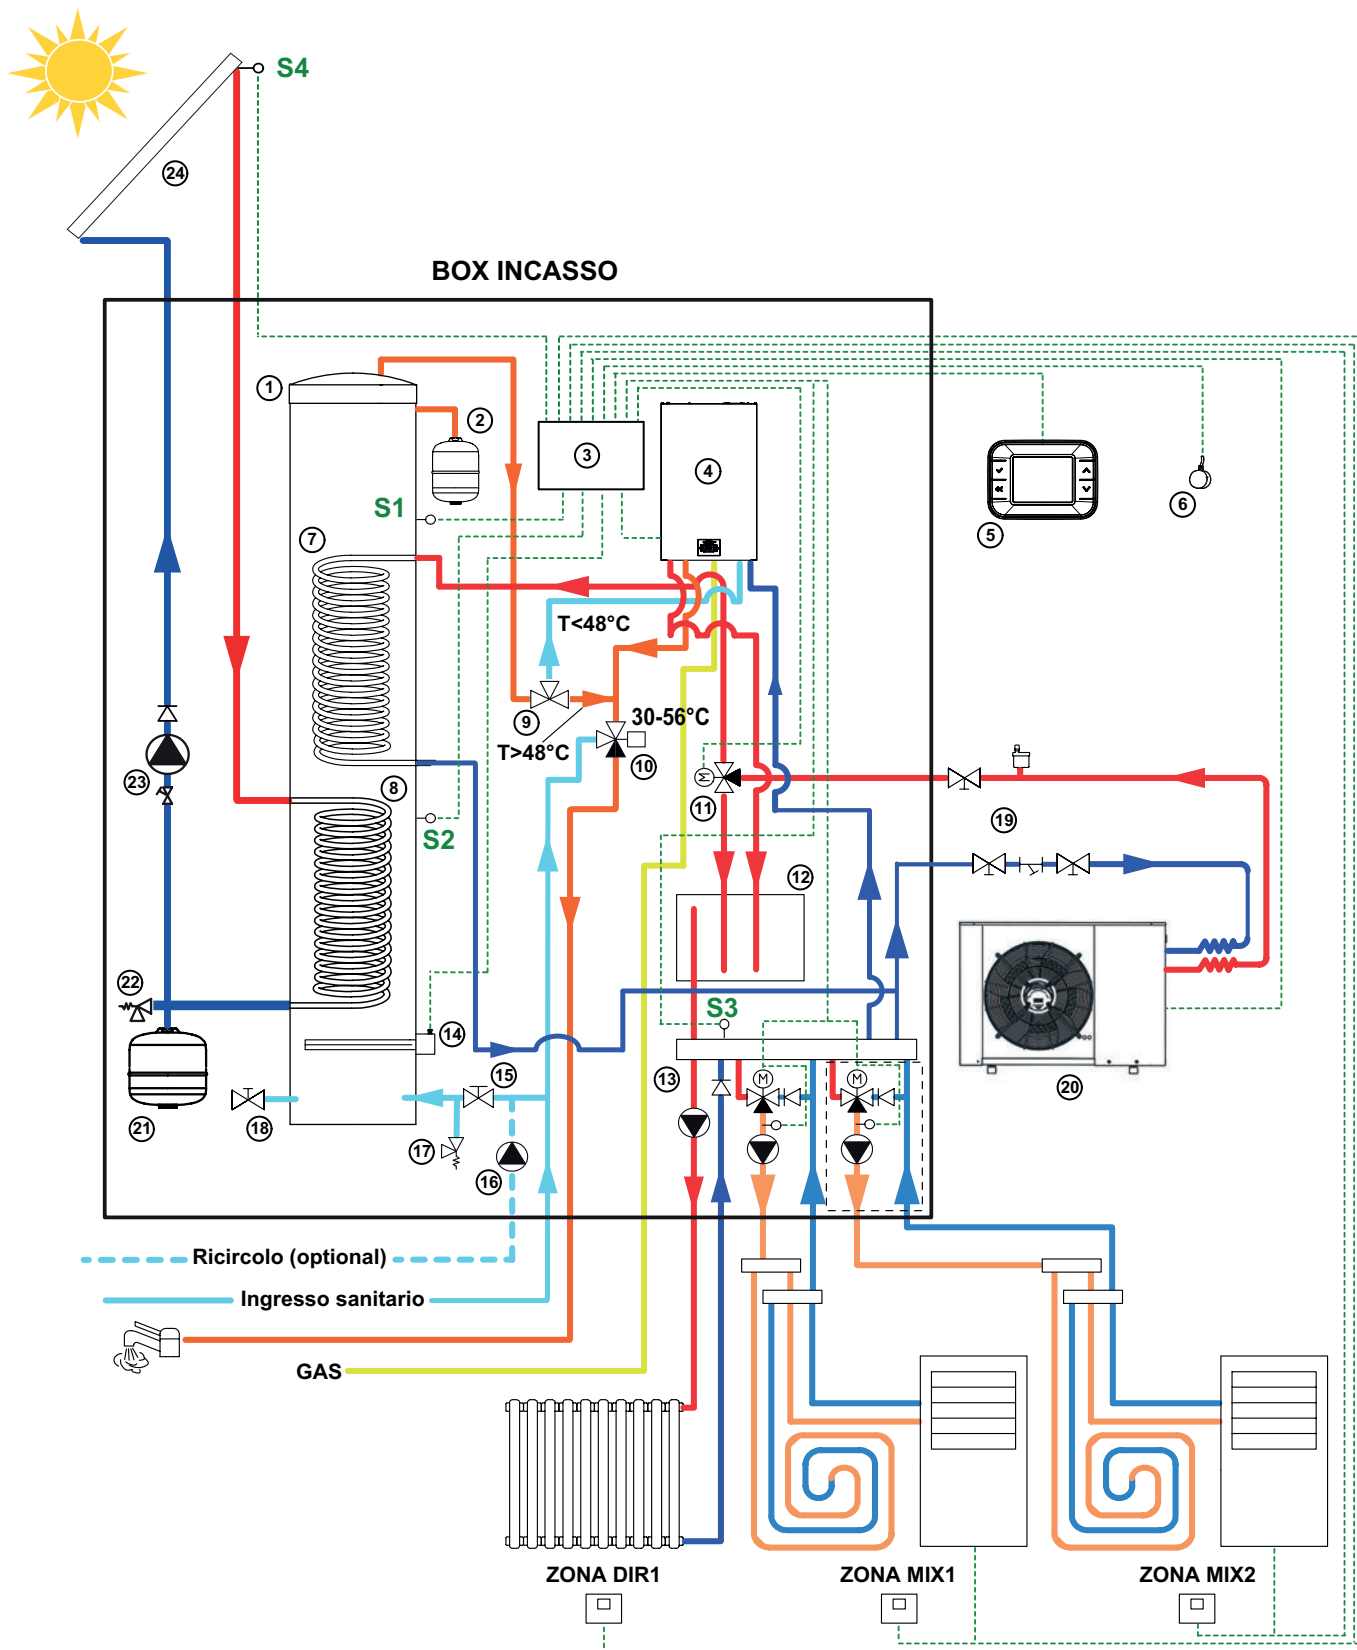 S4
24
BOX INCASSO
1
2
3
4
S1
5
6
7
T<48°C
9
30-56°C
T>48°C
10
23
8
11
19
S2
12
22
S3
14
15
13
20
21
18
17
16
M
M
M
Ricircolo (optional)
Ingresso sanitario
GAS
ZONA DIR1
ZONA MIX1
ZONA MIX2